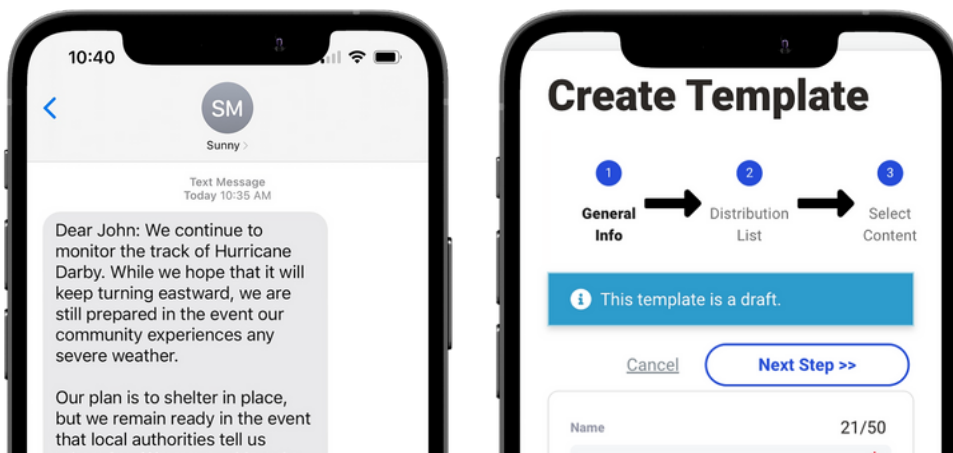 10:40
SM
Sunny >
Text Message
Today 10:35 AM
Dear John: We continue to
monitor the track of Hurricane
Darby. While we hope that it will
keep turning eastward, we are
still prepared in the event our
community experiences any
severe weather.
Our plan is to shelter in place,
but we remain ready in the event
that local authorities tell us
Create Template
1
2
3
General
Info
Distribution
List
Select
Content
This template is a draft.
Cancel
Next Step >>
Name
21/50